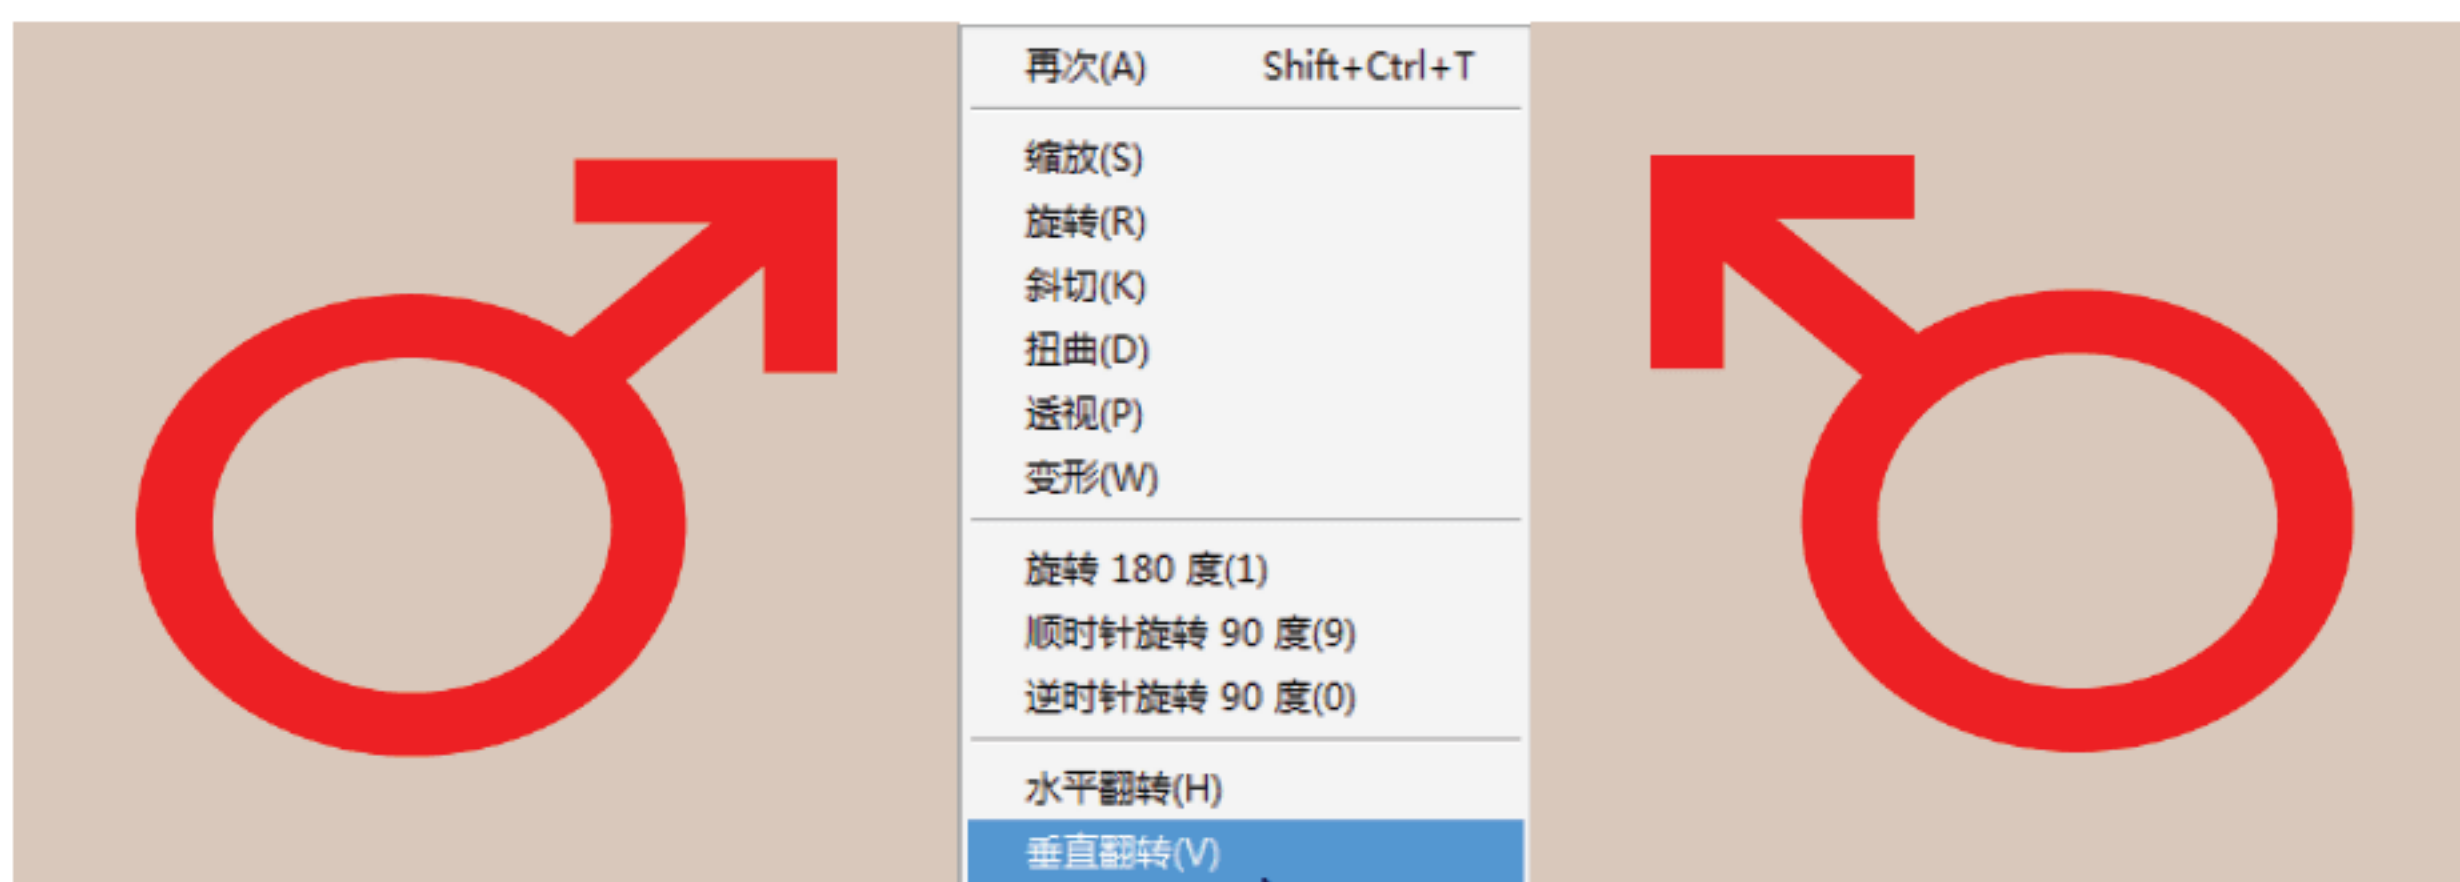 再次(A) Shift+Ctrl+T
缩放(S)
旋转(R)
斜切(K)
扭曲(D)
透视(P)
变形(W)
旋转 180 度(1)
顺时针旋转 90 度(9)
逆时针旋转 90 度(0)
水平翻转(H)
垂直翻转(V)